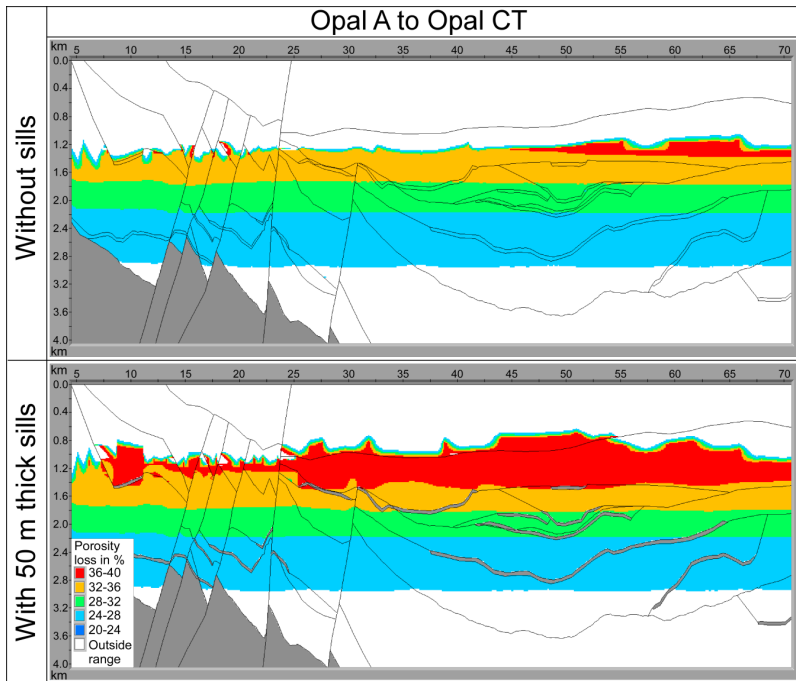 Opal A to Opal CT
Without sills
km 5 10 15 20 25 30 35 40 45 50 55 60 65 70
0.0
0.4
0.8
1.2
1.6
2.0
2.4
2.8
3.2
3.6
4.0
km
With 50 m thick sills
km 5 10 15 20 25 30 35 40 45 50 55 60 65 70
0.0
0.4
0.8
1.2
1.6
2.0
2.4
2.8
3.2
3.6
4.0
km
Porosity
loss in %
36-40
32-36
28-32
24-28
20-24
Outside
range